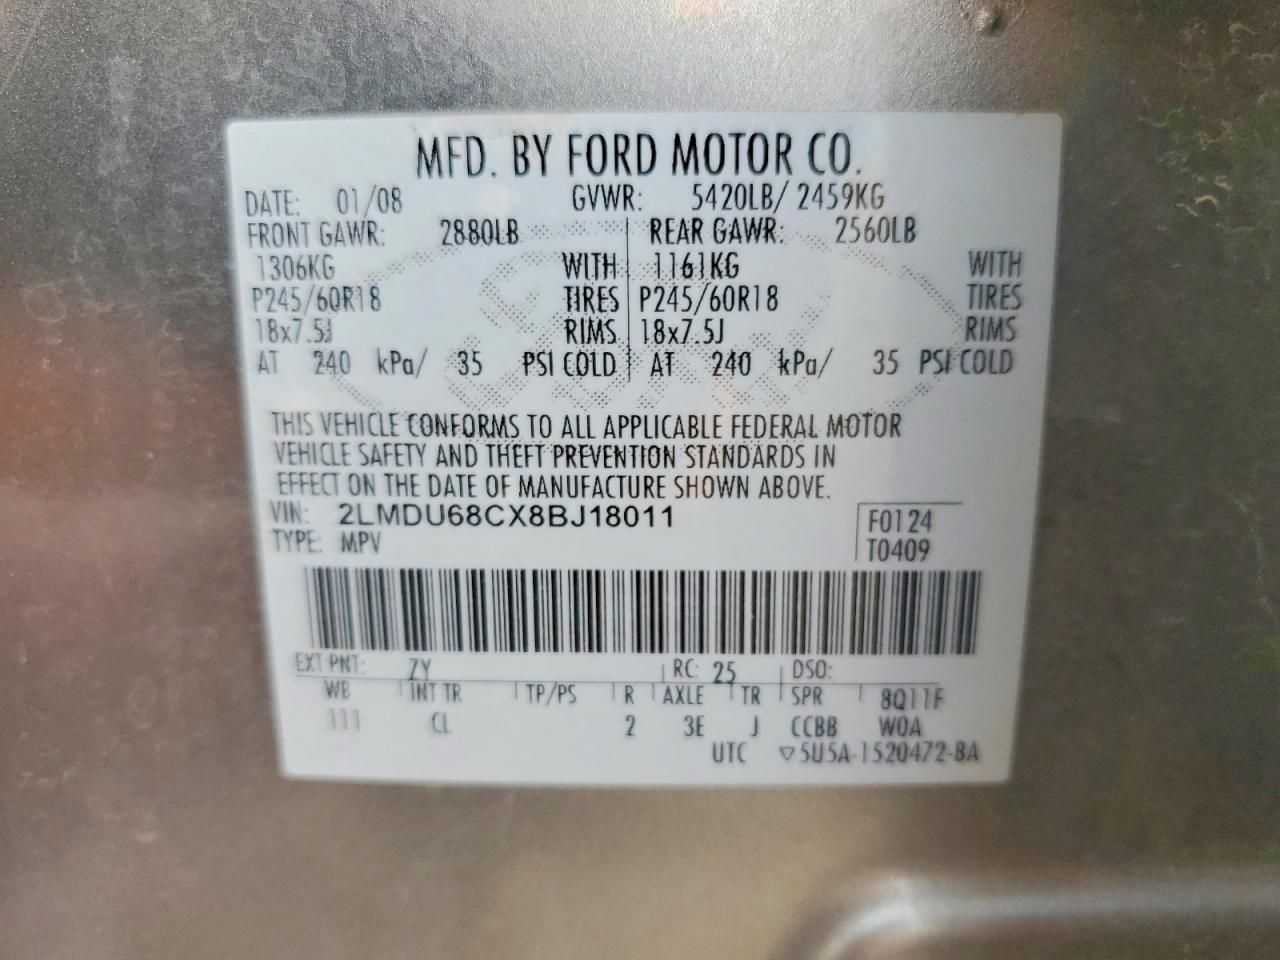 MFD. BY FORD MOTOR CO.
DATE: 01/08 GVWR: 5420LB/ 2459KG
FRONT GAWR: 2880LB REAR GAWR: 2560LB
1306KG WITH 1161KG WITH
P245/60R18 TIRES P245/60R18 TIRES
18x7.5J RIMS 18x7.5J RIMS
AT 240 kPa/ 35 PSI COLD AT 240 kPa/ 35 PSI COLD
THIS VEHICLE CONFORMS TO ALL APPLICABLE FEDERAL MOTOR
VEHICLE SAFETY AND THEFT PREVENTION STANDARDS IN
EFFECT ON THE DATE OF MANUFACTURE SHOWN ABOVE.
VIN: 2LMDU68CX8BJ18011 F0124
TYPE: MPV T0409
EXT PNT: ZY RC: 25 DSO:
WB INT TR TP/PS R AXLE TR SPR 8Q11F
111 CL 2 3E J CCBB WOA
UTC ▽5U5A-1520472-BA